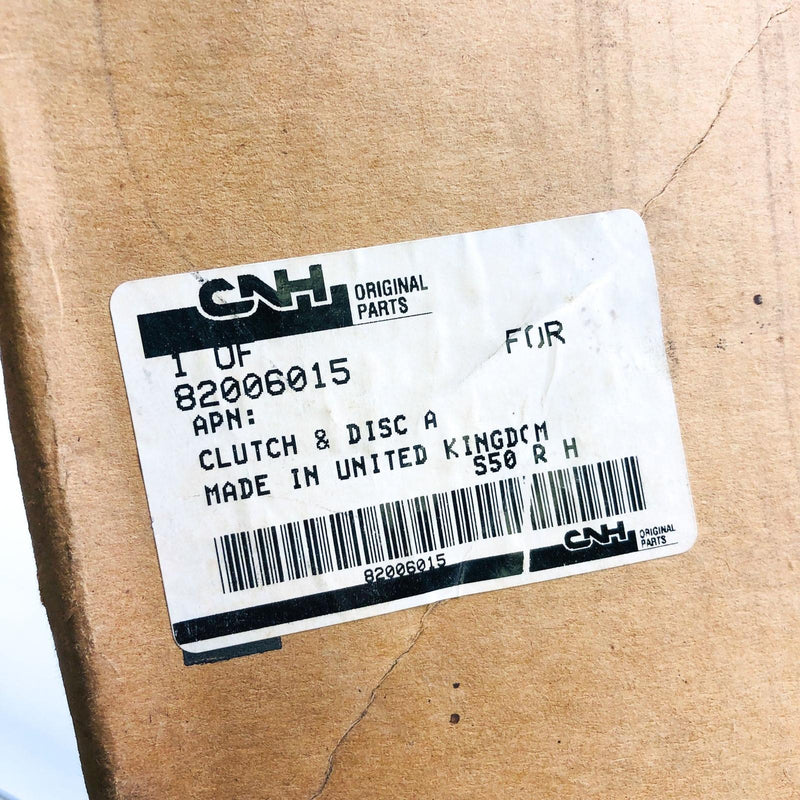 CNH ORIGINAL
PARTS
1 OF
FOR
82006015
APN:
CLUTCH & DISC A
MADE IN UNITED KINGDOM
S50 R H
82006015
CNH ORIGINAL
PARTS